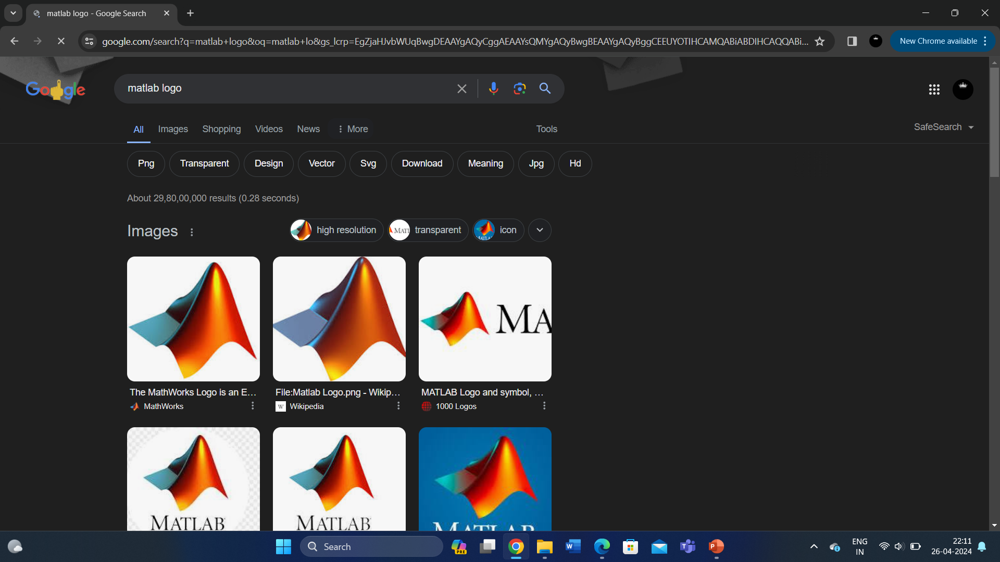 matlab logo - Google Search
google.com/search?q=matlab+logo&oq=matlab+lo&gs_lcrp=EgZjaHJvbWUqBwgDEAAYgAQyCggAEAAYsQMYgAQyBwgBEAAYgAQyBggCEEUYOTIHCAMQABiABDIHCAQQABi...
New Chrome available
Google
matlab logo
All Images Shopping Videos News More Tools SafeSearch
Png Transparent Design Vector Svg Download Meaning Jpg Hd
About 29,80,00,000 results (0.28 seconds)
Images
high resolution transparent icon
MA
The MathWorks Logo is an E...
MathWorks
File:Matlab Logo.png - Wikip...
W Wikipedia
MATLAB Logo and symbol, ...
1000 Logos
MATLAB
MATLAB
MATLAB
Search
PRE
ENG
IN
22:11
26-04-2024